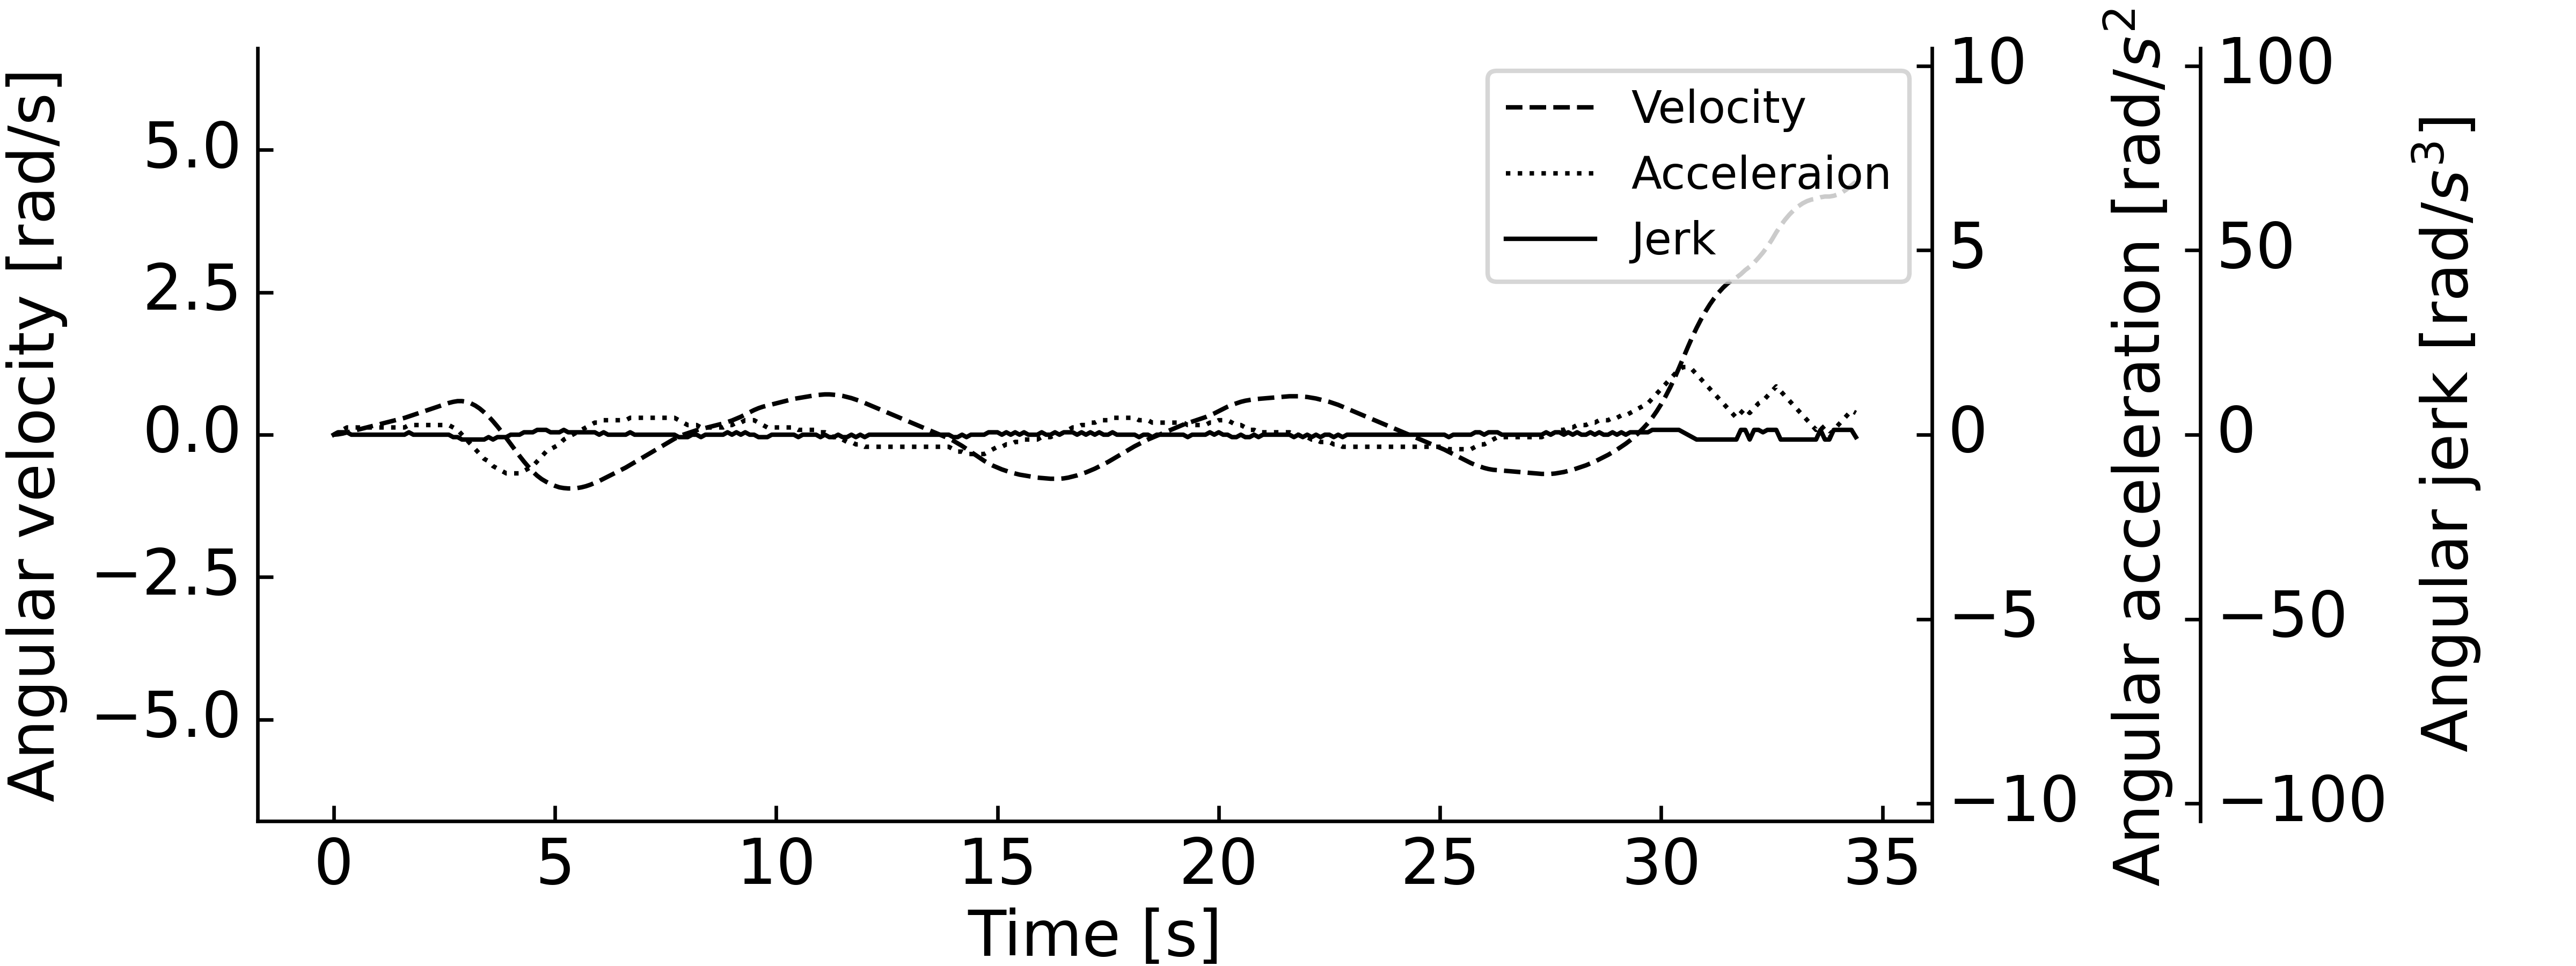 Angular velocity [rad/s]
5.0
2.5
0.0
−2.5
−5.0
Velocity
Acceleraion
Jerk
0 5 10 15 20 25 30 35
Time [s]
10
5
0
−5
−10
Angular acceleration [rad/s²
100
50
0
−50
−100
Angular jerk [rad/s³]